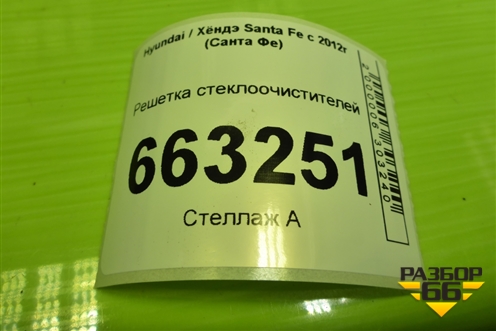 Hyundai / Хёндэ Santa Fe с 2012г
(Санта Фе)
Решетка стеклоочистителей
663251
Стеллаж А
2000006303240
РАЗБОР
66